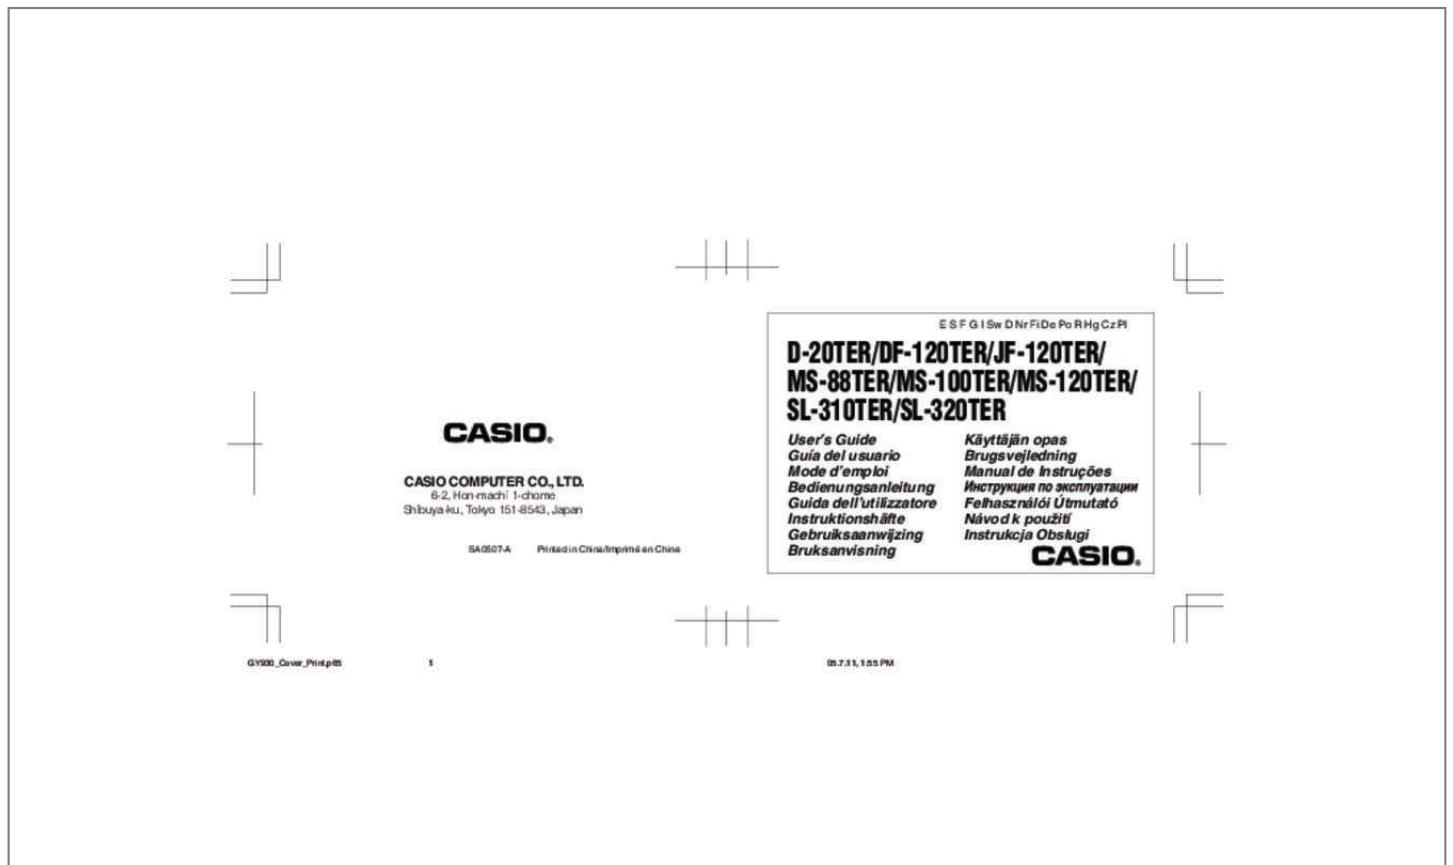 CASIO®
CASIO COMPUTER CO., LTD.
6-2, Hon-machi 1-chome
Shibuya-ku, Tokyo 151-8543, Japan
SA0507-A Printed in China/Imprimé en Chine
E S F G I Sw D Nr Fi De Po R Hg Cz Pl
D-20TER/DF-120TER/JF-120TER/
MS-88TER/MS-100TER/MS-120TER/
SL-310TER/SL-320TER
User's Guide
Guía del usuario
Mode d'emploi
Bedienungsanleitung
Guida dell'utilizzatore
Instruktionshäfte
Gebruiksaanwijzing
Bruksanvisning
Käyttäjän opas
Brugsvejledning
Manual de Instruções
Инструкция по эксплуатации
Felhasználói Útmutató
Návod k použití
Instrukcja Obsługi
CASIO®
1